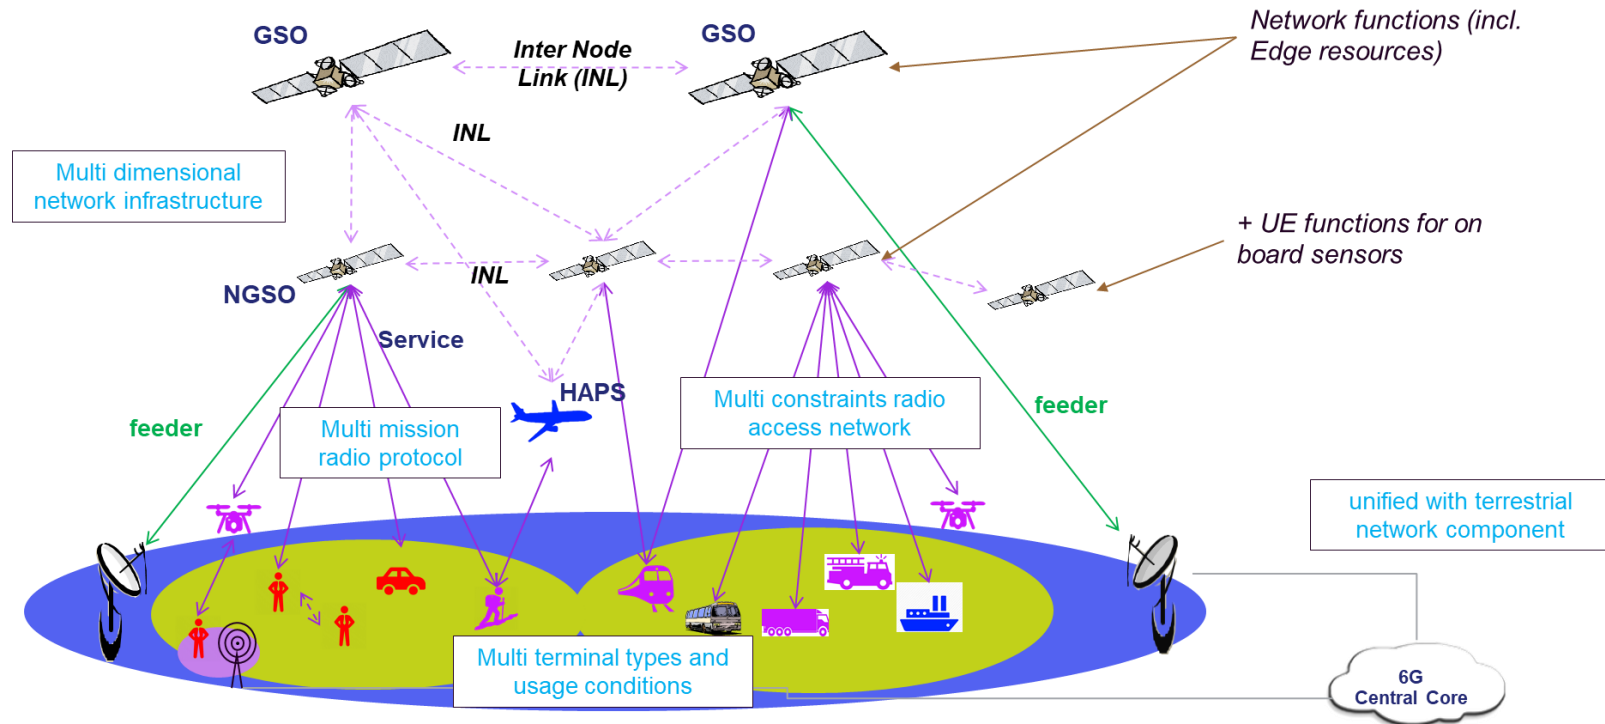 GSO
Inter Node
Link (INL)
GSO
Network functions (incl.
Edge resources)
INL
Multi dimensional
network infrastructure
+ UE functions for on
board sensors
INL
NGSO
Service
HAPS
feeder
Multi mission
radio protocol
Multi constraints radio
access network
feeder
unified with terrestrial
network component
Multi terminal types and
usage conditions
6G
Central Core